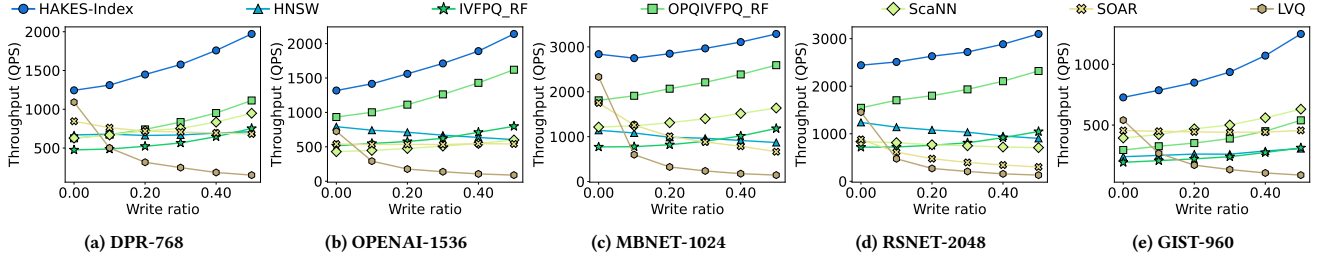 HAKES-Index HNSW IVFPQ_RF OPQIVFPQ_RF ScaNN SOAR LVQ
Throughput (QPS)
2000
1500
1000
500
0.00 0.20 0.40
Write ratio
(a) DPR-768
Throughput (QPS)
2000
1500
1000
500
0
0.00 0.20 0.40
Write ratio
(b) OPENAI-1536
Throughput (QPS)
3000
2000
1000
0
0.00 0.20 0.40
Write ratio
(c) MBNET-1024
Throughput (QPS)
3000
2000
1000
0
0.00 0.20 0.40
Write ratio
(d) RSNET-2048
Throughput (QPS)
1000
500
0.00 0.20 0.40
Write ratio
(e) GIST-960